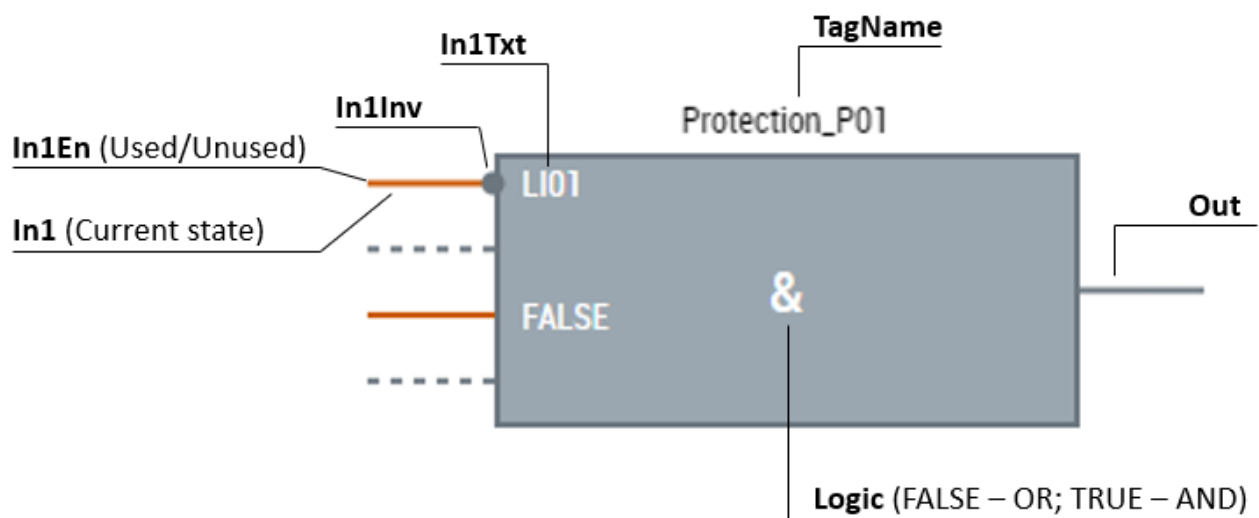 TagName
In1Txt
In1Inv
Protection_P01
In1En (Used/Unused)
LI01
In1 (Current state)
Out
&
FALSE
Logic (FALSE – OR; TRUE – AND)